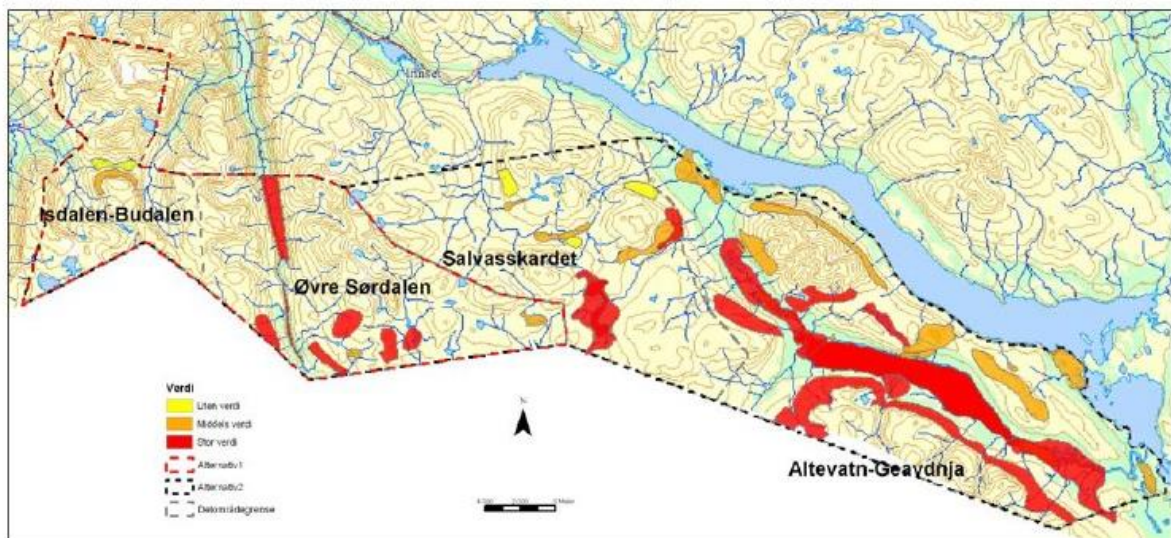 Innset
Isdalen-Budalen
Salvasskardet
Øvre Sørdalen
Altevatn-Geavdnja
Verdi
Liten verdi
Middels verdi
Stor verdi
Alternativ1
Alternativ2
Delområdegrense
N